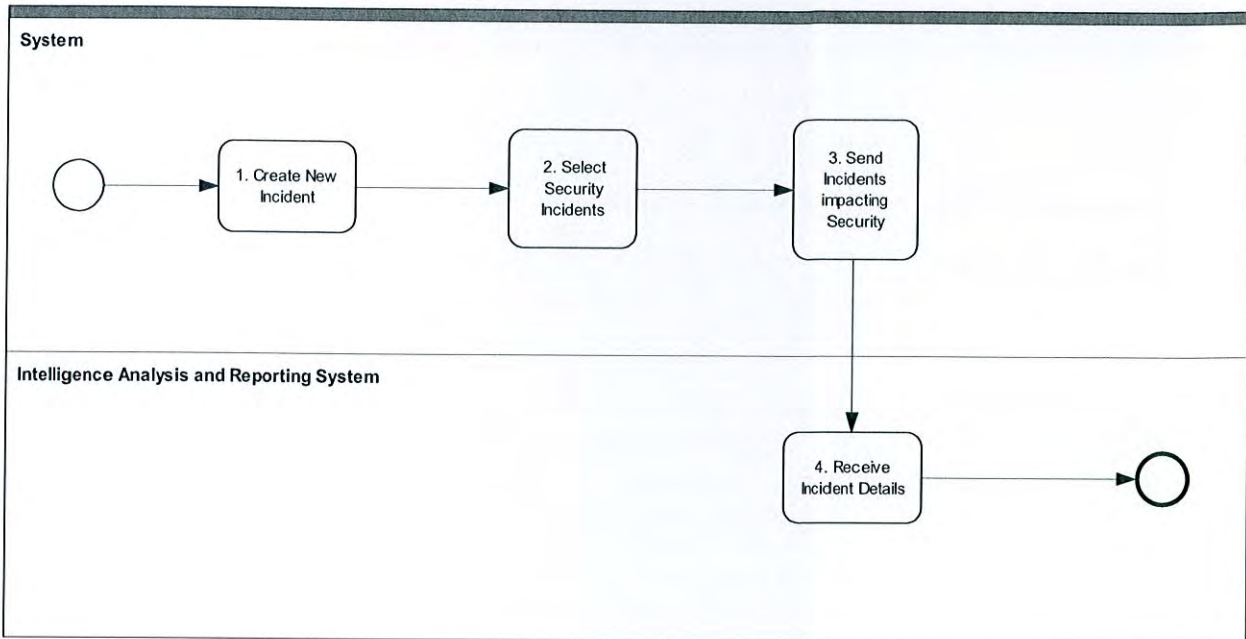 System
1. Create New
Incident
2. Select
Security
Incidents
3. Send
Incidents
impacting
Security
Intelligence Analysis and Reporting System
4. Receive
Incident Details